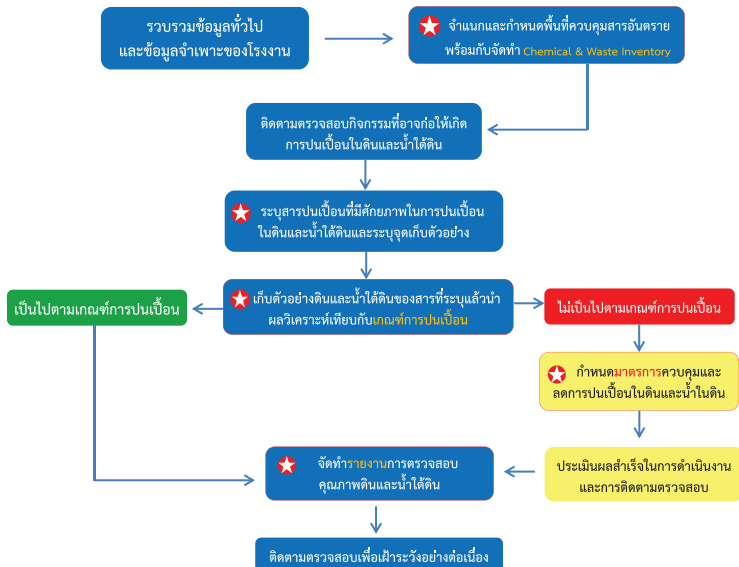 รวบรวมข้อมูลทั่วไป
และข้อมูลจำเพาะของโรงงาน
จำแนกและกำหนดพื้นที่ควบคุมสารอันตราย
พร้อมกับจัดทำ Chemical & Waste Inventory
ติดตามตรวจสอบกิจกรรมที่อาจก่อให้เกิด
การปนเปื้อนในดินและน้ำใต้ดิน
ระบุสารปนเปื้อนที่มีศักยภาพในการปนเปื้อน
ในดินและน้ำใต้ดินและระบุจุดเก็บตัวอย่าง
เก็บตัวอย่างดินและน้ำใต้ดินของสารที่ระบุแล้วนำ
ผลวิเคราะห์เทียบกับเกณฑ์การปนเปื้อน
เป็นไปตามเกณฑ์การปนเปื้อน
ไม่เป็นไปตามเกณฑ์การปนเปื้อน
กำหนดมาตรการควบคุมและ
ลดการปนเปื้อนในดินและน้ำในดิน
ประเมินผลสำเร็จในการดำเนินงาน
และการติดตามตรวจสอบ
จัดทำรายงานการตรวจสอบ
คุณภาพดินและน้ำใต้ดิน
ติดตามตรวจสอบเพื่อเฝ้าระวังอย่างต่อเนื่อง